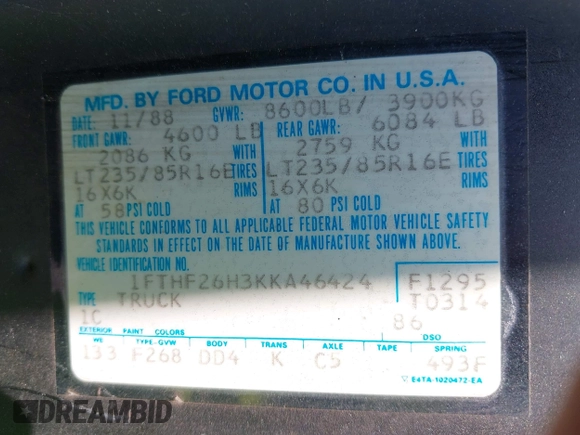 MFD. BY FORD MOTOR CO. IN U.S.A.
DATE: 11/88 GVWR: 8600LB/ 3900KG
FRONT GAWR: 4600 LB REAR GAWR: 6084 LB
2086 KG WITH 2759 KG WITH
LT235/85R16E TIRES LT235/85R16E TIRES
16X6K RIMS 16X6K RIMS
AT 58 PSI COLD AT 80 PSI COLD
THIS VEHICLE CONFORMS TO ALL APPLICABLE FEDERAL MOTOR VEHICLE SAFETY
STANDARDS IN EFFECT ON THE DATE OF MANUFACTURE SHOWN ABOVE.
VEHICLE IDENTIFICATION NO.
1FTHF26H3KKA46424 F1295
TYPE TRUCK T0314
1C 86
EXTERIOR PAINT COLORS DSO
WB TYPE-GVW BODY TRANS AXLE TAPE SPRING
133 F268 DD4 K C5 493F
E4TA-1020472-EA
DREAMBID